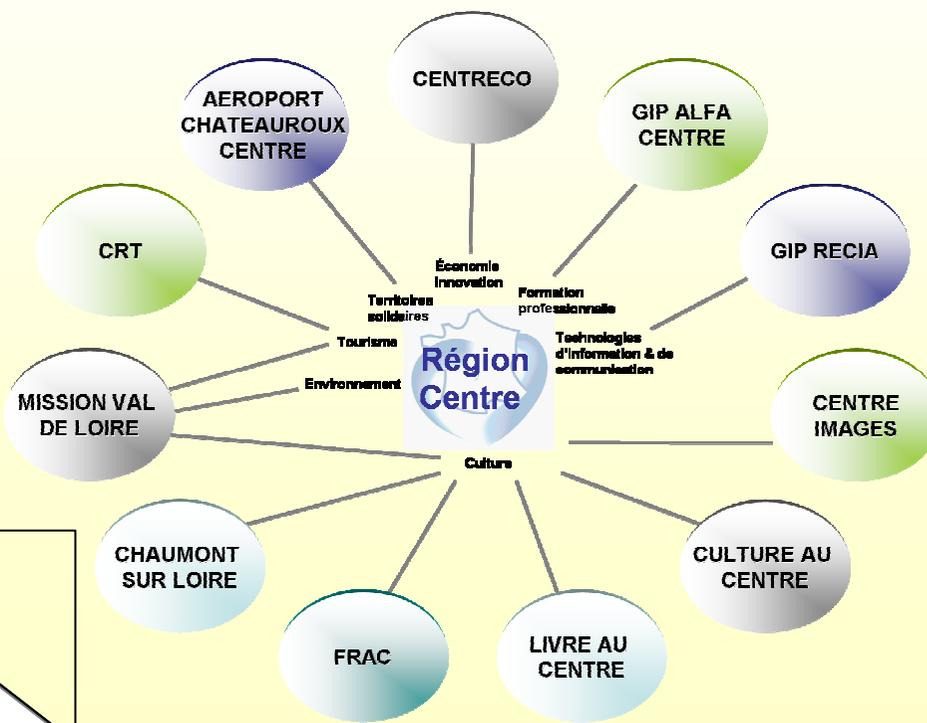 CENTRECO
AEROPORT
CHATEAUROUX
CENTRE
GIP ALFA
CENTRE
CRT
GIP RECIA
Économie
Innovation
Territoires
solidaires
Formation
professionnelle
Tourisme
Technologies
d'information & de
communication
Environnement
Région
Centre
MISSION VAL
DE LOIRE
CENTRE
IMAGES
Culture
CHAUMONT
SUR LOIRE
CULTURE AU
CENTRE
FRAC
LIVRE AU
CENTRE